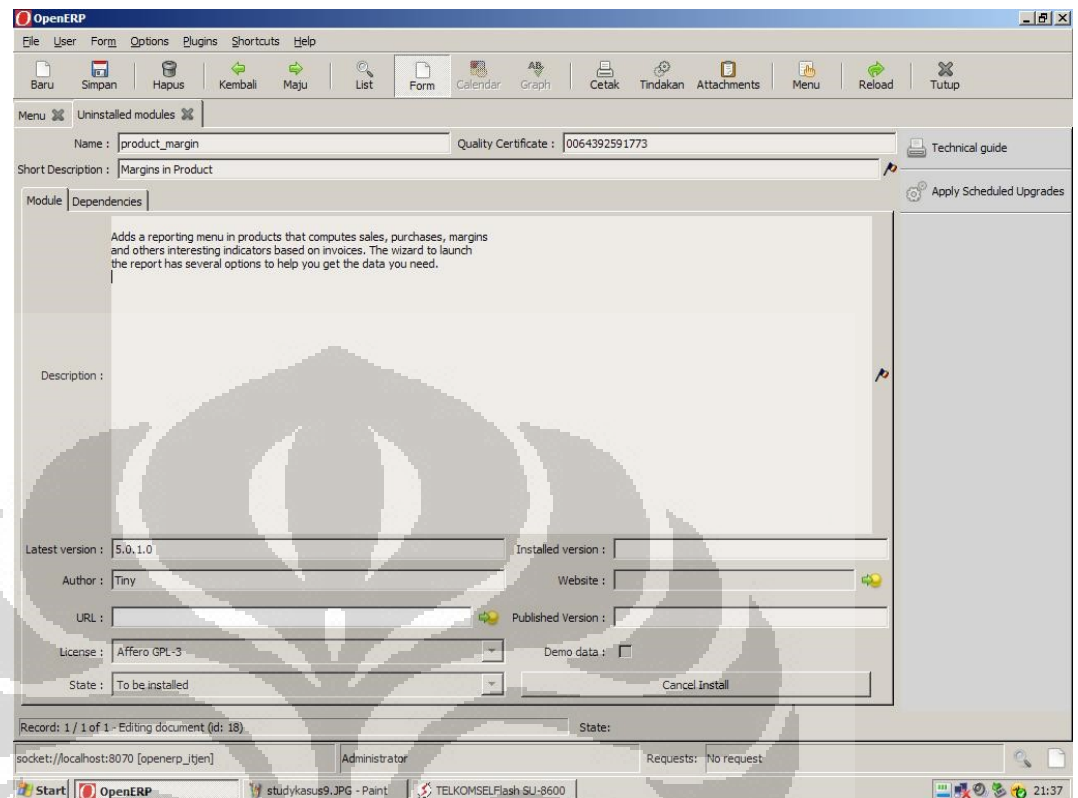 OpenERP
File User Form Options Plugins Shortcuts Help
Baru Simpan Hapus Kembali Maju List Form Calendar Graph Cetak Tindakan Attachments Menu Reload Tutup
Menu Uninstalled modules
Name : product_margin Quality Certificate : 0064392591773
Technical guide
Short Description : Margins in Product
Apply Scheduled Upgrades
Module Dependencies
Adds a reporting menu in products that computes sales, purchases, margins
and others interesting indicators based on invoices. The wizard to launch
the report has several options to help you get the data you need.
Description :
Latest version : 5.0.1.0 Installed version :
Author : Tiny Website :
URL : Published Version :
License : Affero GPL-3 Demo data :
State : To be installed Cancel Install
Record: 1 / 1 of 1 - Editing document (id: 18) State:
socket://localhost:8070 [openerp_itjen] Administrator Requests: No request
Start OpenERP studykasus9.JPG - Paint TELKOMSELFlash SU-8600 21:37